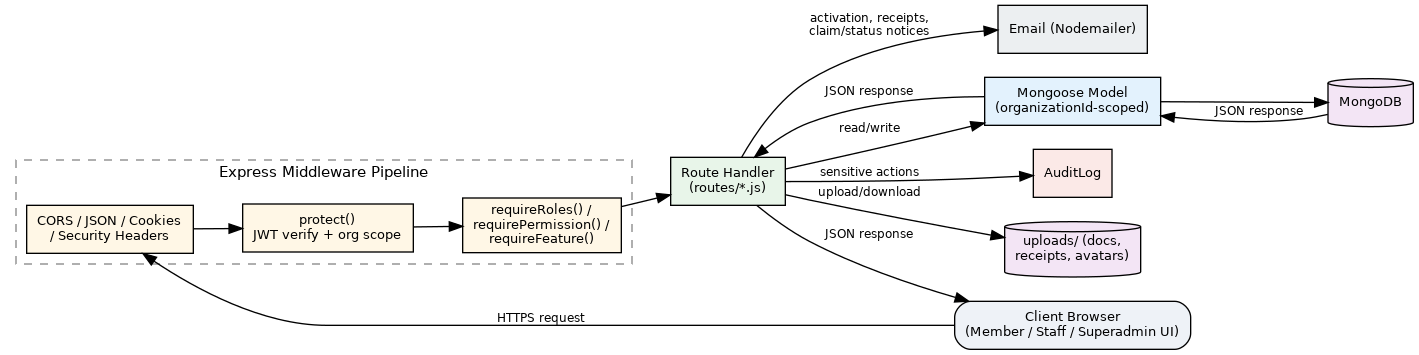 activation, receipts,
claim/status notices
Email (Nodemailer)
JSON response
Mongoose Model
(organizationId-scoped)
MongoDB
JSON response
read/write
Express Middleware Pipeline
Route Handler
(routes/*.js)
sensitive actions
AuditLog
upload/download
CORS / JSON / Cookies
/ Security Headers
protect()
JWT verify + org scope
requireRoles() /
requirePermission() /
requireFeature()
JSON response
uploads/ (docs,
receipts, avatars)
HTTPS request
Client Browser
(Member / Staff / Superadmin UI)